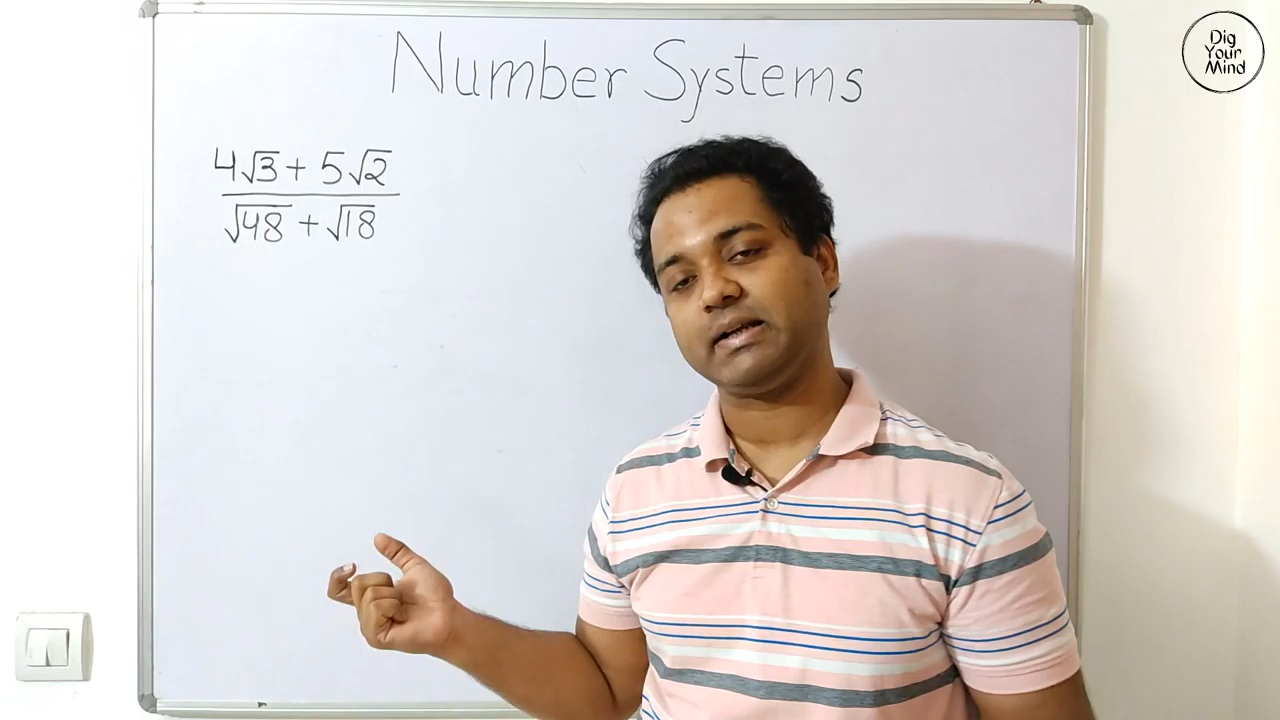 Number Systems
4√3 + 5√2
√48 + √18
Dig
Your
Mind